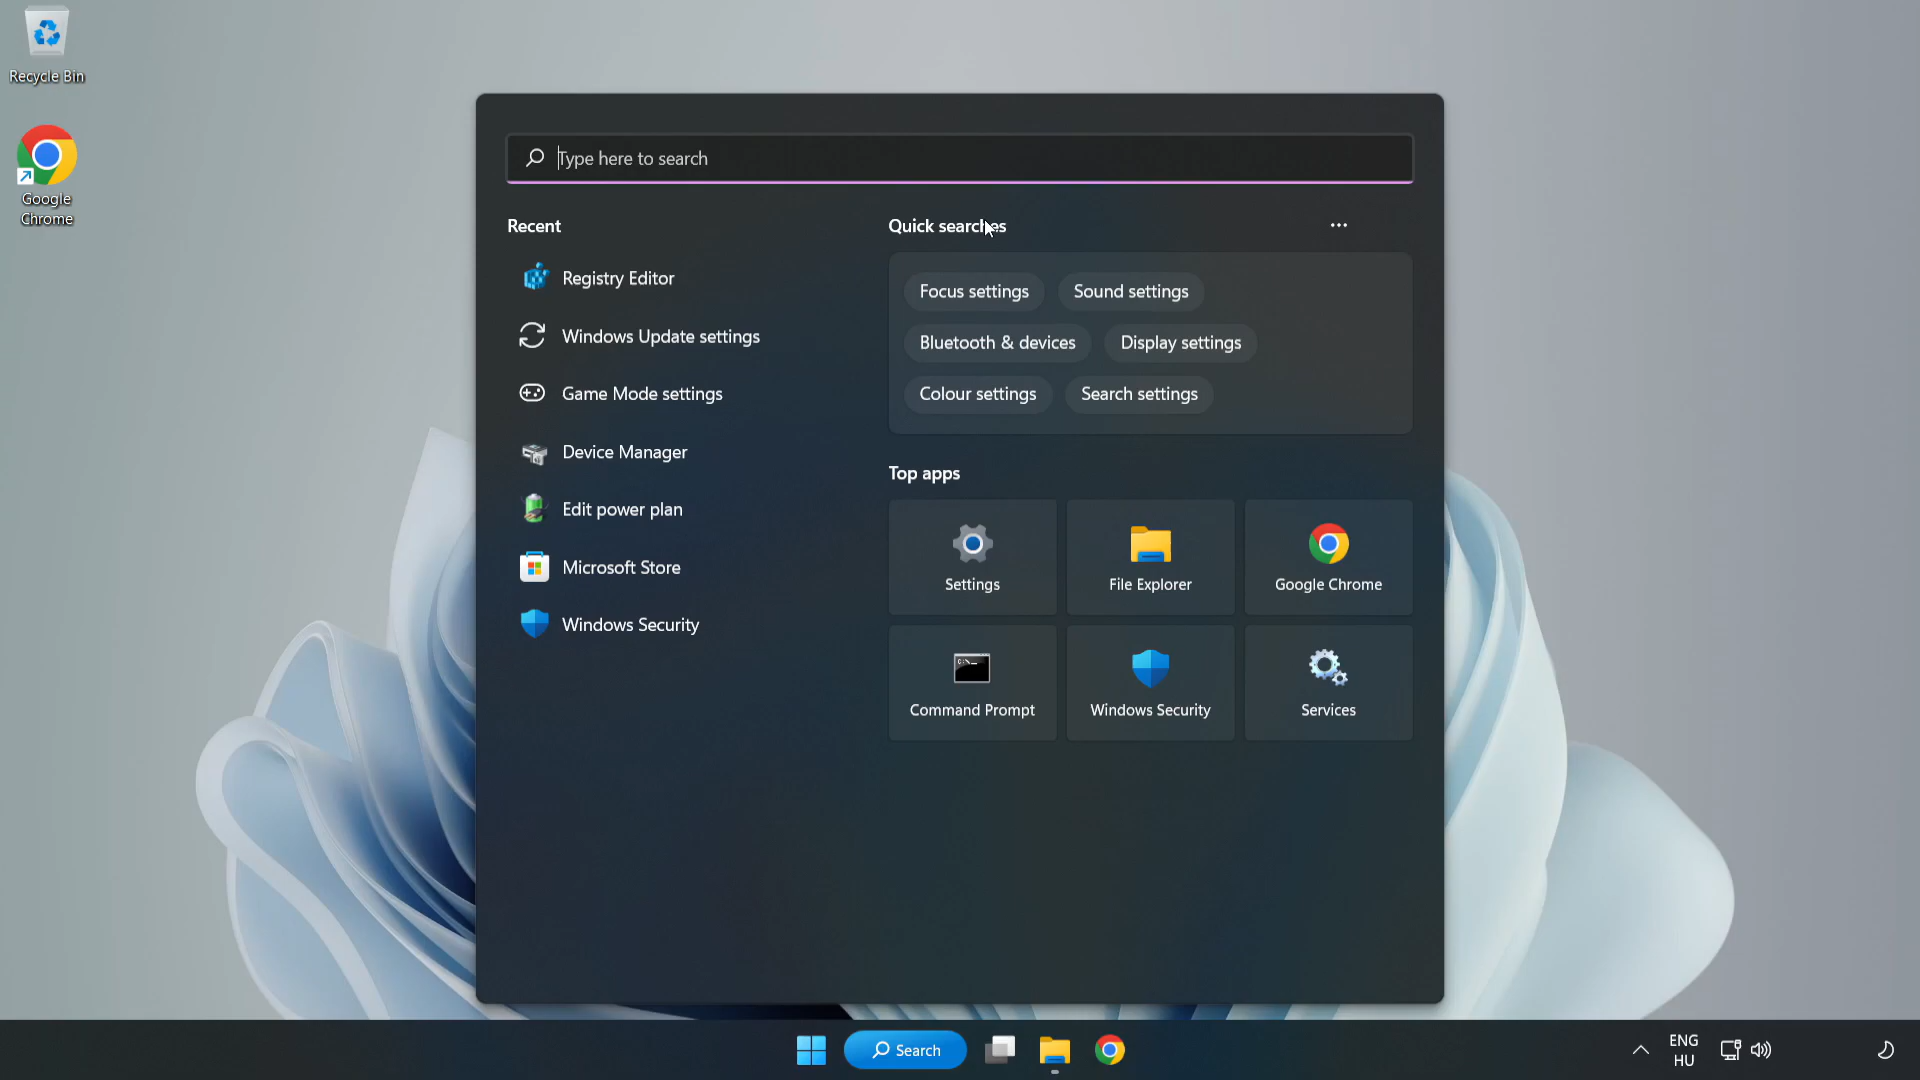 Recycle Bin
Google
Chrome
Type here to search
Recent
Registry Editor
Windows Update settings
Game Mode settings
Device Manager
Edit power plan
Microsoft Store
Windows Security
Quick searches
Focus settings
Sound settings
Bluetooth & devices
Display settings
Colour settings
Search settings
Top apps
Settings
File Explorer
Google Chrome
Command Prompt
Windows Security
Services
Search
ENG
HU